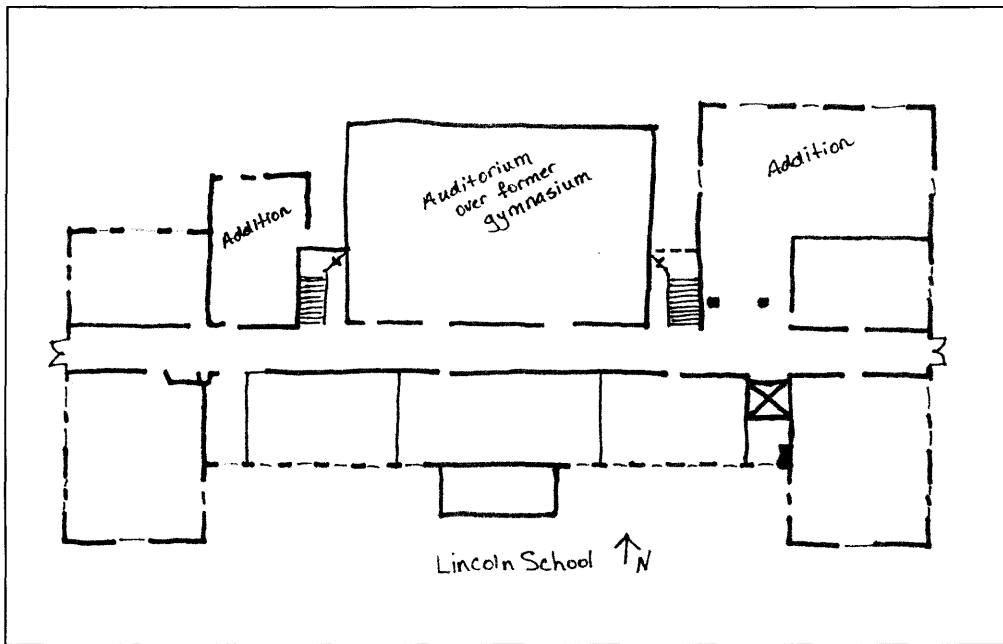 Addition
Auditorium
over former
gymnasium
Addition
Lincoln School
N